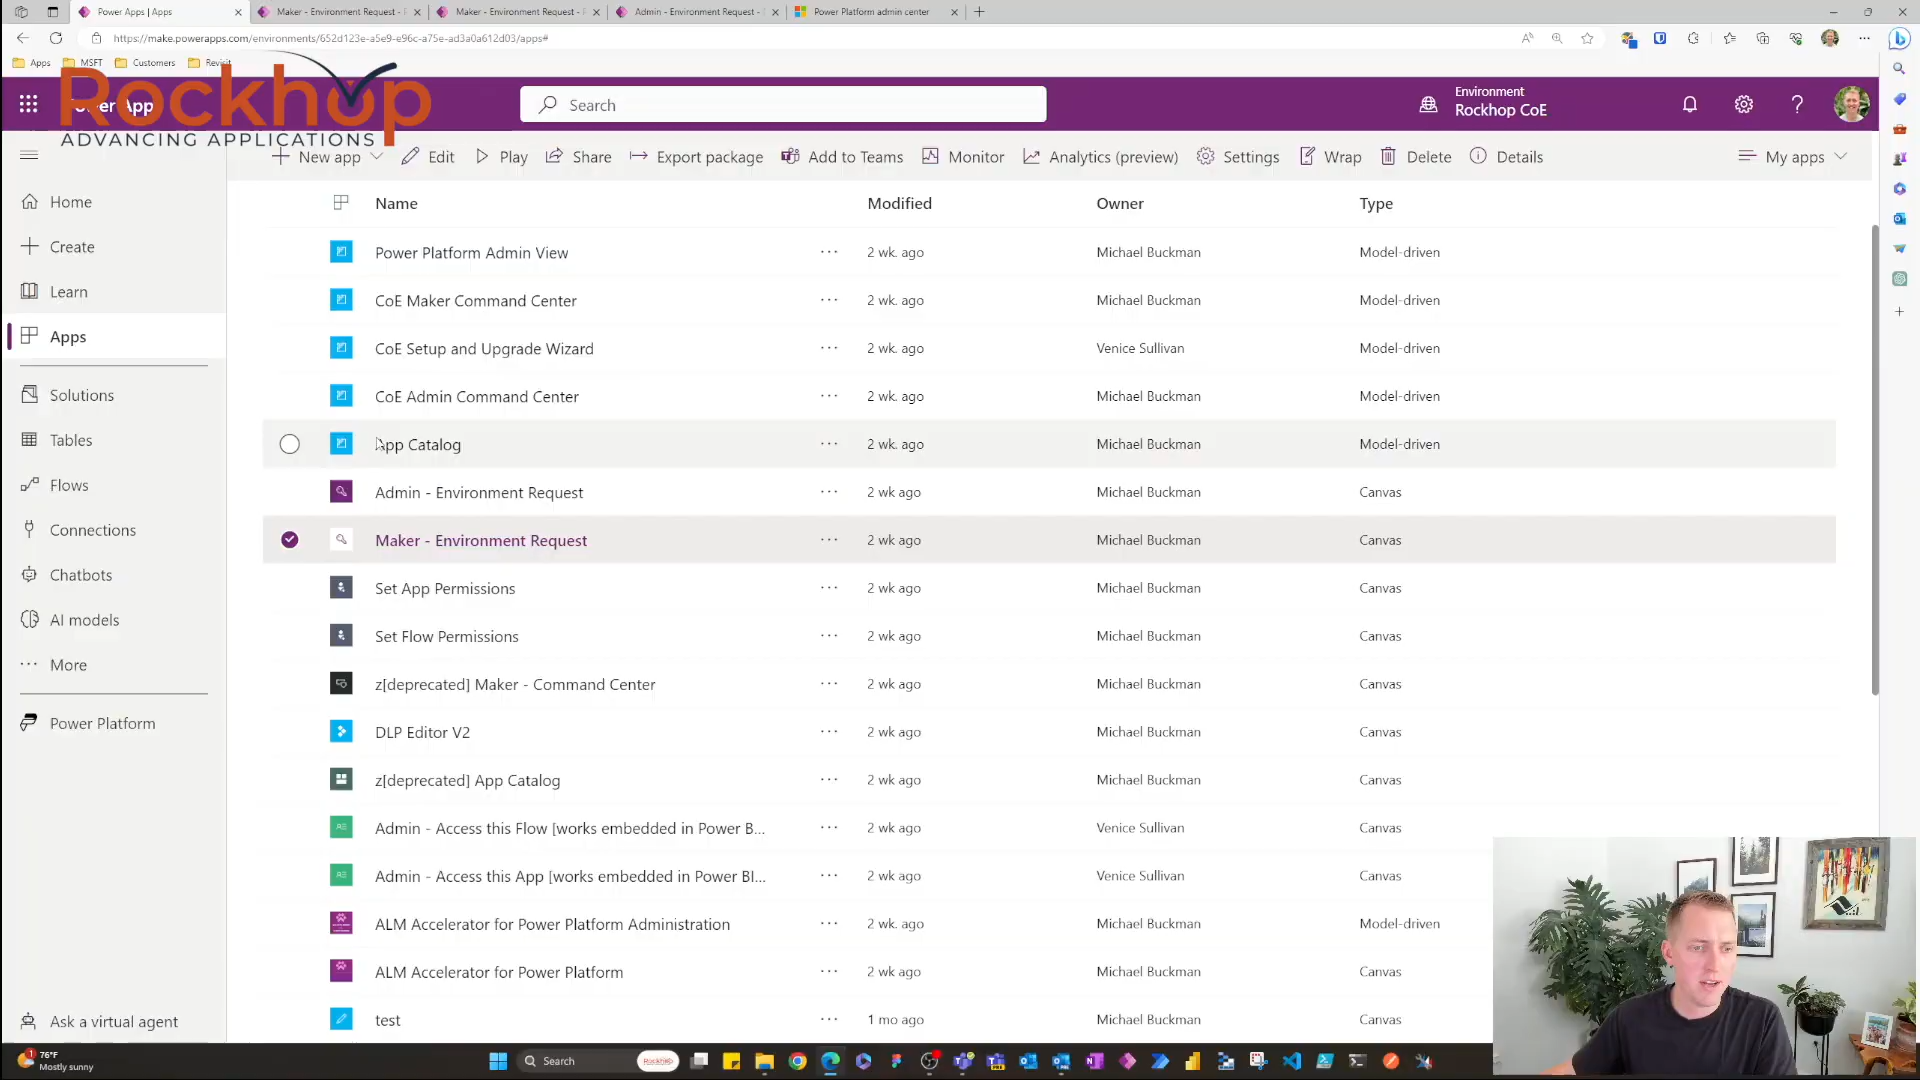 Power Apps | Apps
Maker - Environment Request -
Maker - Environment Request -
Admin - Environment Request -
Power Platform admin center
https://make.powerapps.com/environments/652d123e-a5e9-e96c-a75e-ad3a0a612d03/apps#
Apps MSFT Customers Revisit
Rockhop
ADVANCING APPLICATIONS
Search
Environment
Rockhop CoE
New app Edit Play Share Export package Add to Teams Monitor Analytics (preview) Settings Wrap Delete Details My apps
Home
Create
Learn
Apps
Solutions
Tables
Flows
Connections
Chatbots
AI models
More
Power Platform
Ask a virtual agent
Name Modified Owner Type
Power Platform Admin View ... 2 wk. ago Michael Buckman Model-driven
CoE Maker Command Center ... 2 wk. ago Michael Buckman Model-driven
CoE Setup and Upgrade Wizard ... 2 wk. ago Venice Sullivan Model-driven
CoE Admin Command Center ... 2 wk. ago Michael Buckman Model-driven
App Catalog ... 2 wk. ago Michael Buckman Model-driven
Admin - Environment Request ... 2 wk ago Michael Buckman Canvas
Maker - Environment Request ... 2 wk ago Michael Buckman Canvas
Set App Permissions ... 2 wk ago Michael Buckman Canvas
Set Flow Permissions ... 2 wk ago Michael Buckman Canvas
z[deprecated] Maker - Command Center ... 2 wk ago Michael Buckman Canvas
DLP Editor V2 ... 2 wk ago Michael Buckman Canvas
z[deprecated] App Catalog ... 2 wk ago Michael Buckman Canvas
Admin - Access this Flow [works embedded in Power B... ... 2 wk ago Venice Sullivan Canvas
Admin - Access this App [works embedded in Power BI... ... 2 wk ago Venice Sullivan Canvas
ALM Accelerator for Power Platform Administration ... 2 wk. ago Michael Buckman Model-driven
ALM Accelerator for Power Platform ... 2 wk ago Michael Buckman Canvas
test ... 1 mo ago Michael Buckman Canvas
1
76°F
Mostly sunny
Search
Rockhop